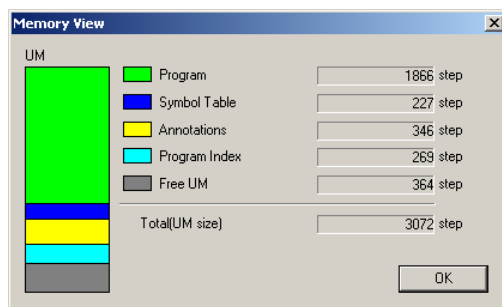 Memory View
UM
Program 1866 step
Symbol Table 227 step
Annotations 346 step
Program Index 269 step
Free UM 364 step
Total(UM size) 3072 step
OK